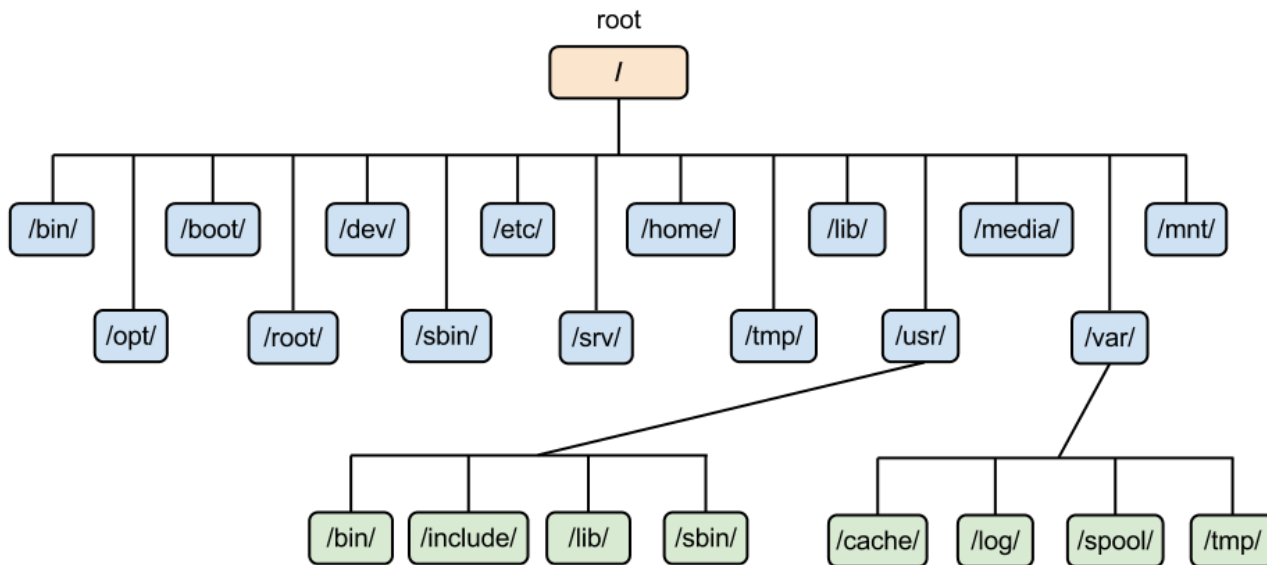 root
/
/bin/ /boot/ /dev/ /etc/ /home/ /lib/ /media/ /mnt/
/opt/ /root/ /sbin/ /srv/ /tmp/ /usr/ /var/
/bin/ /include/ /lib/ /sbin/ /cache/ /log/ /spool/ /tmp/